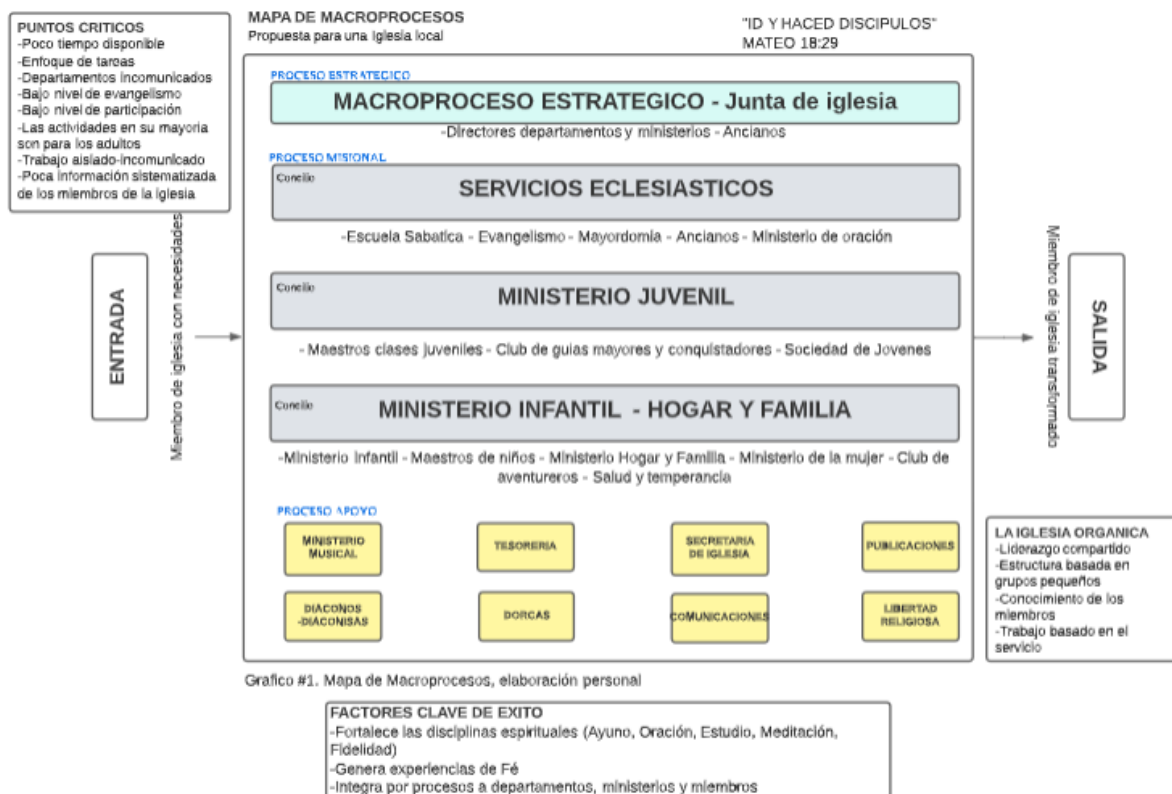 PUNTOS CRITICOS
-Poco tiempo disponible
-Enfoque de tareas
-Departamentos incomunicados
-Bajo nivel de evangelismo
-Bajo nivel de participación
-Las actividades en su mayoria
son para los adultos
-Trabajo aislado-incomunicado
-Poca información sistematizada
de los miembros de la Iglesia
MAPA DE MACROPROCESOS
Propuesta para una Iglesia local
"ID Y HACED DISCIPULOS"
MATEO 18:29
PROCESO ESTRATEGICO
MACROPROCESO ESTRATEGICO - Junta de iglesia
-Directores departamentos y ministerios - Ancianos
PROCESO MISIONAL
Concilio
SERVICIOS ECLESIASTICOS
-Escuela Sabatica - Evangelismo - Mayordomia - Ancianos - Ministerio de oración
Concilio
MINISTERIO JUVENIL
- Maestros clases juveniles - Club de guias mayores y conquistadores - Sociedad de Jovenes
Concilio
MINISTERIO INFANTIL - HOGAR Y FAMILIA
-Ministerio Infantil - Maestros de niños - Ministerio Hogar y Familia - Ministerio de la mujer - Club de
aventureros - Salud y temperancia
ENTRADA
Miembro de iglesia con necesidades
Miembro de iglesia transformado
SALIDA
PROCESO APOYO
MINISTERIO
MUSICAL
TESORERIA
SECRETARIA
DE IGLESIA
PUBLICACIONES
DIACONOS
-DIACONISAS
DORCAS
COMUNICACIONES
LIBERTAD
RELIGIOSA
LA IGLESIA ORGANICA
-Liderazgo compartido
-Estructura basada en
grupos pequeños
-Conocimiento de los
miembros
-Trabajo basado en el
servicio
Grafico #1. Mapa de Macroprocesos, elaboración personal
FACTORES CLAVE DE EXITO
-Fortalece las disciplinas espirituales (Ayuno, Oración, Estudio, Meditación,
Fidelidad)
-Genera experiencias de Fé
-Integra por procesos a departamentos, ministerios y miembros